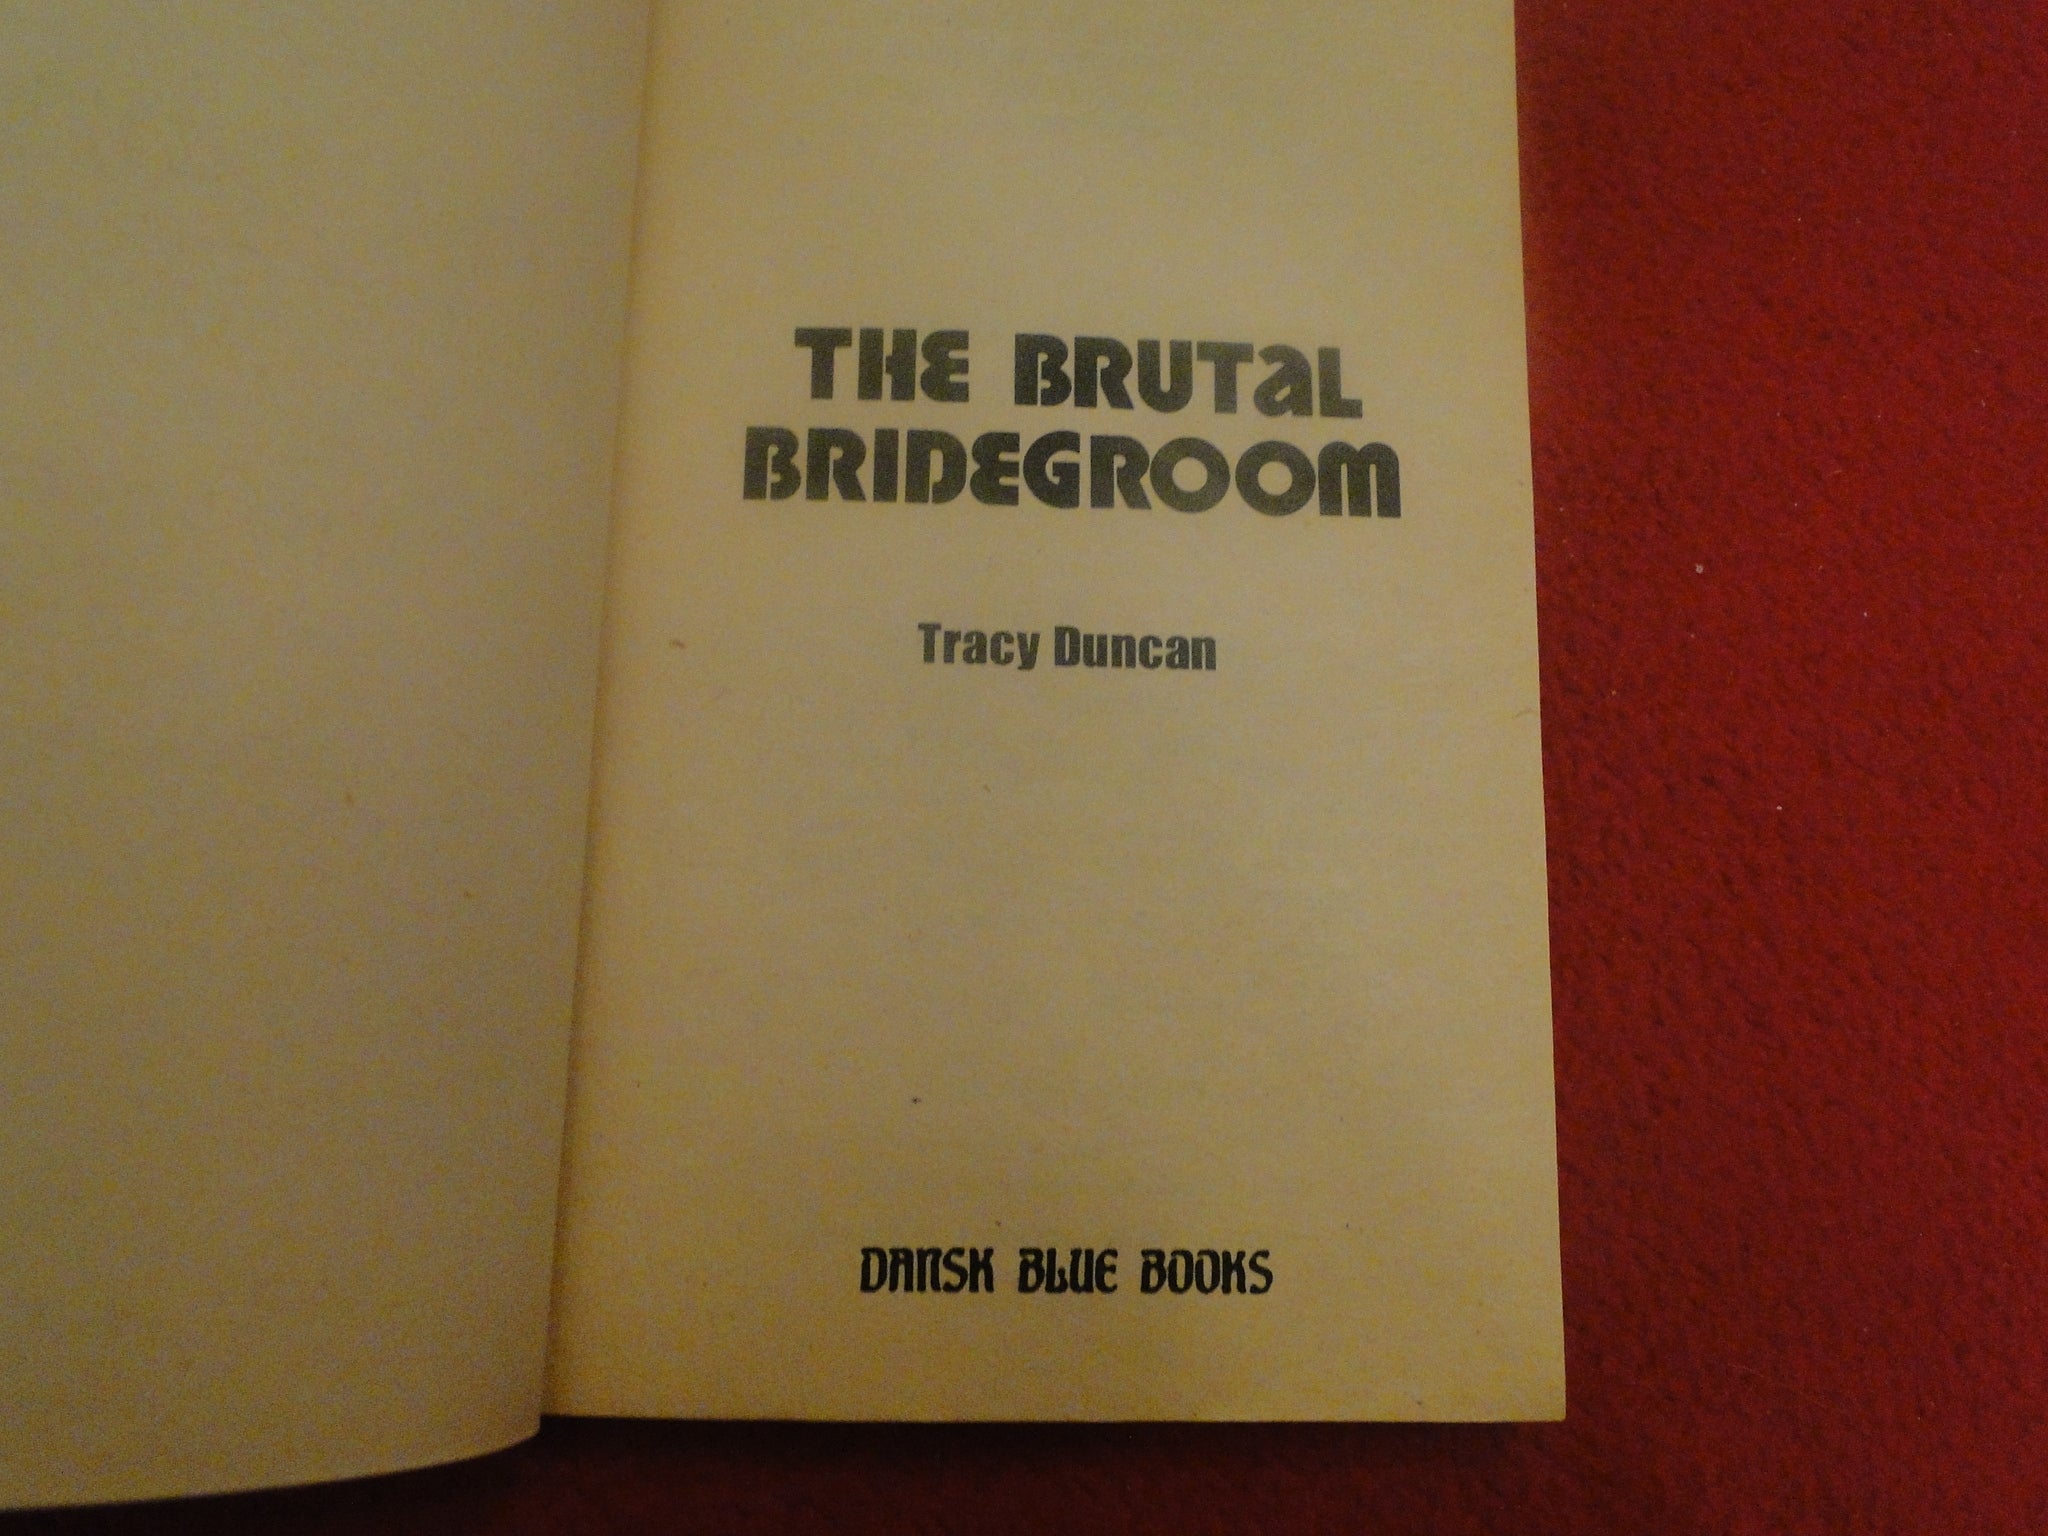 THE BRUTAL
BRIDEGROOM
Tracy Duncan
DANSK BLUE BOOKS